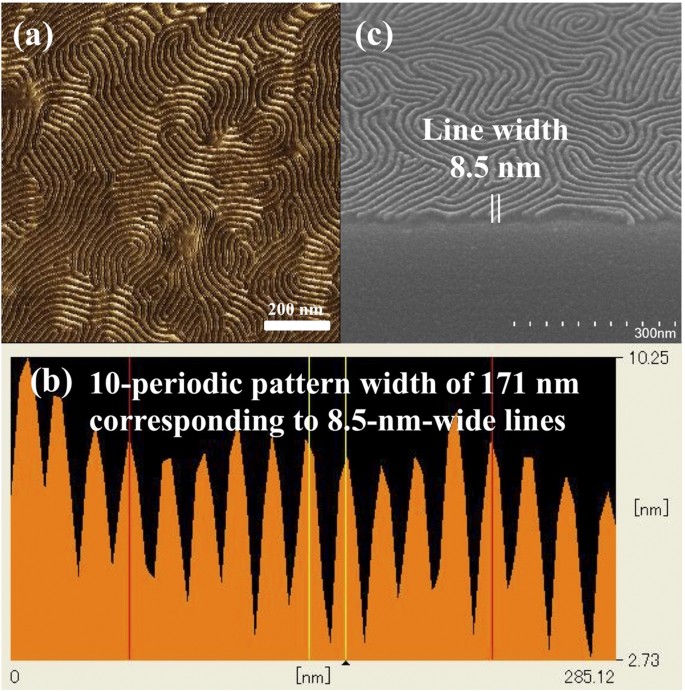 (a)
200 nm
(c)
Line width
8.5 nm
300nm
(b) 10-periodic pattern width of 171 nm
corresponding to 8.5-nm-wide lines
10.25
[nm]
2.73
0
[nm]
285.12